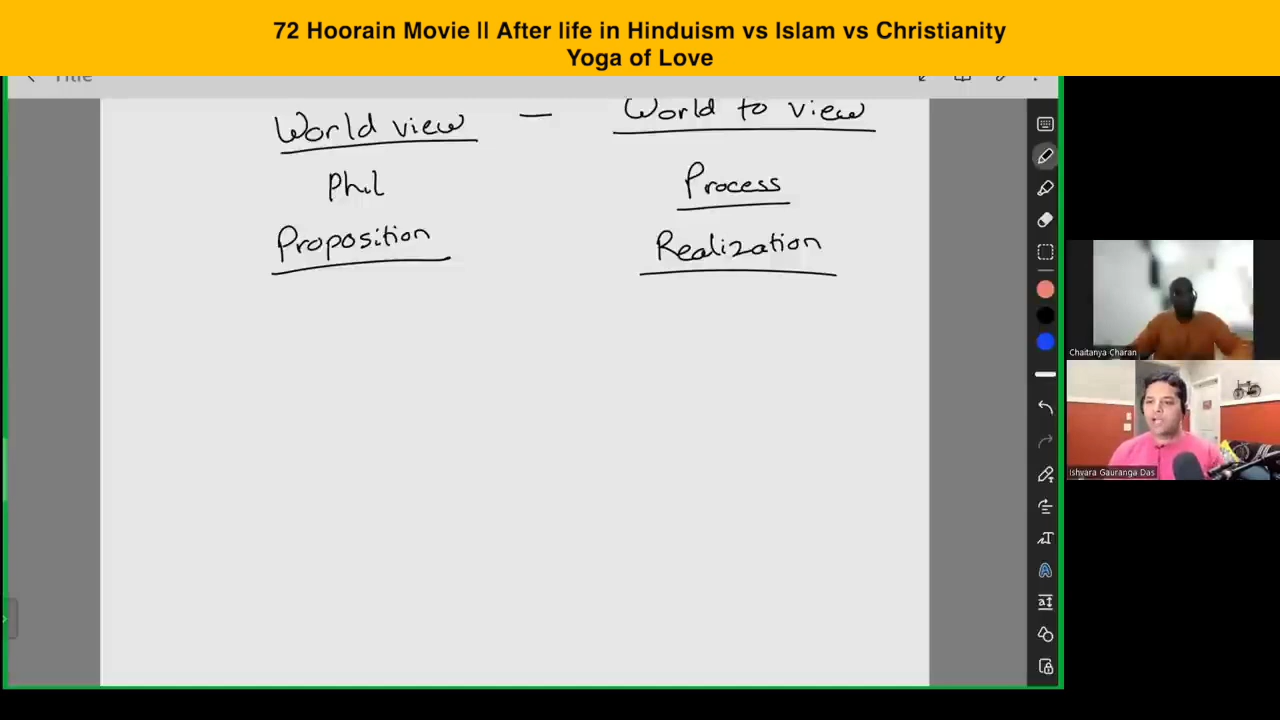 72 Hoorain Movie || After life in Hinduism vs Islam vs Christianity
Yoga of Love
Title
World view — World to view
Phil Process
Proposition Realization
Chaitanya Charan
Ishvara Gauranga Das